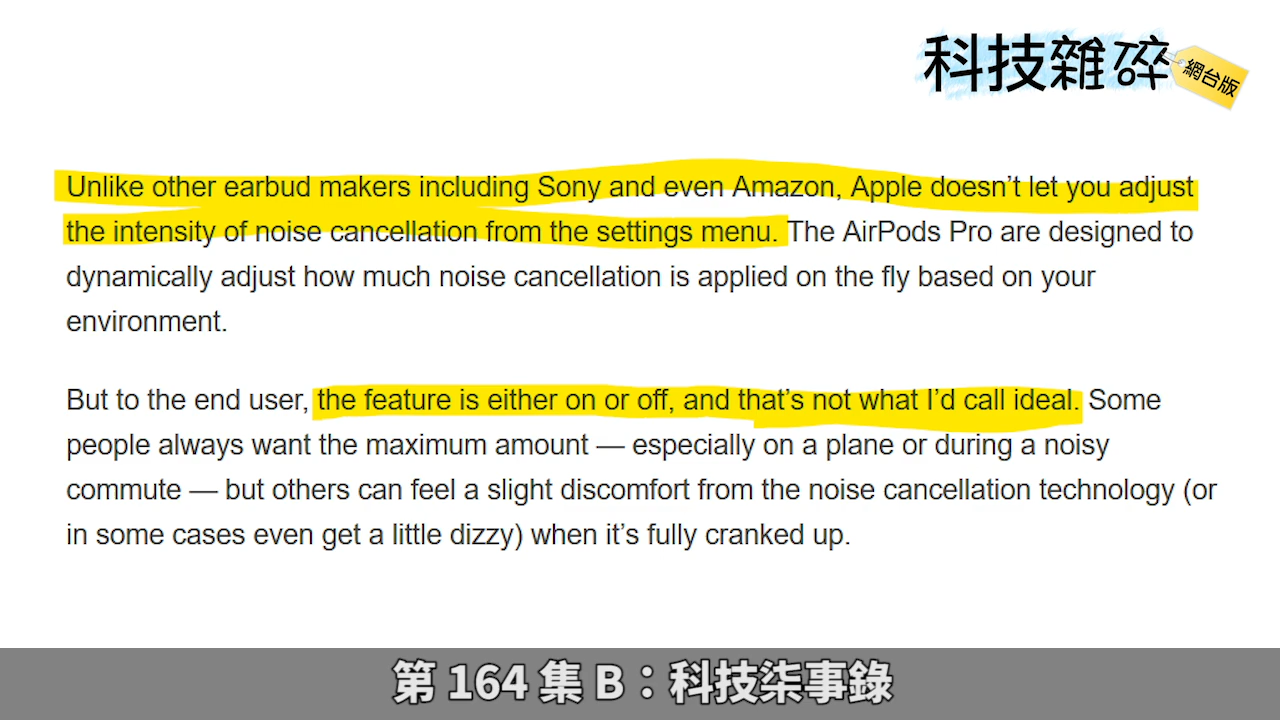 科技雜碎
網台版
Unlike other earbud makers including Sony and even Amazon, Apple doesn’t let you adjust
the intensity of noise cancellation from the settings menu. The AirPods Pro are designed to
dynamically adjust how much noise cancellation is applied on the fly based on your
environment.
But to the end user, the feature is either on or off, and that’s not what I’d call ideal. Some
people always want the maximum amount — especially on a plane or during a noisy
commute — but others can feel a slight discomfort from the noise cancellation technology (or
in some cases even get a little dizzy) when it’s fully cranked up.
第 164 集 B：科技柒事錄